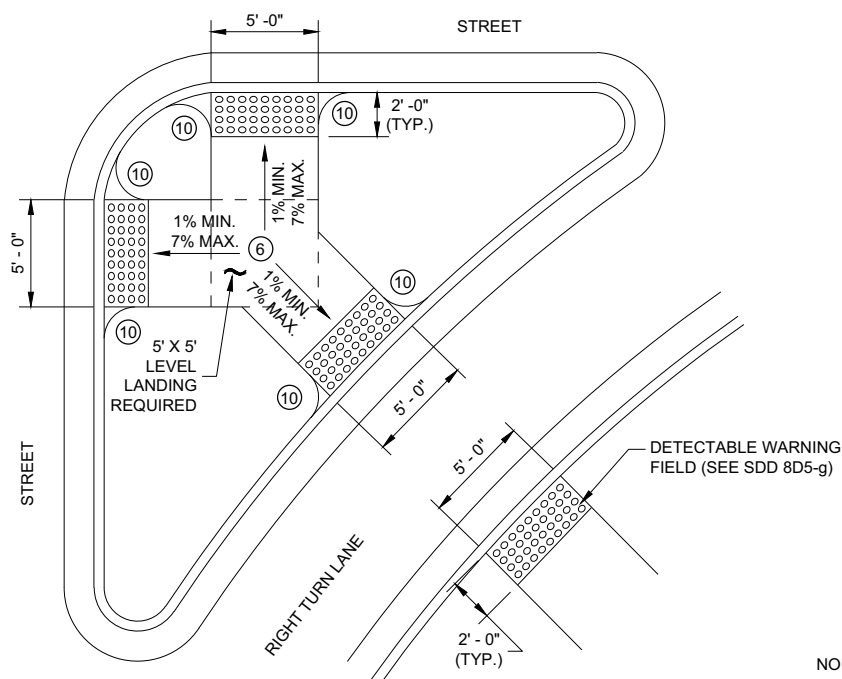 5' -0"
STREET
2' -0"
(TYP.)
10
10
10
1% MIN.
7% MAX.
1% MIN.
7% MAX.
6
5' - 0"
1% MIN.
7% MAX.
10
10
5' X 5'
LEVEL
LANDING
REQUIRED
10
5' - 0"
STREET
5' - 0"
DETECTABLE WARNING
FIELD (SEE SDD 8D5-g)
RIGHT TURN LANE
2' - 0"
(TYP.)